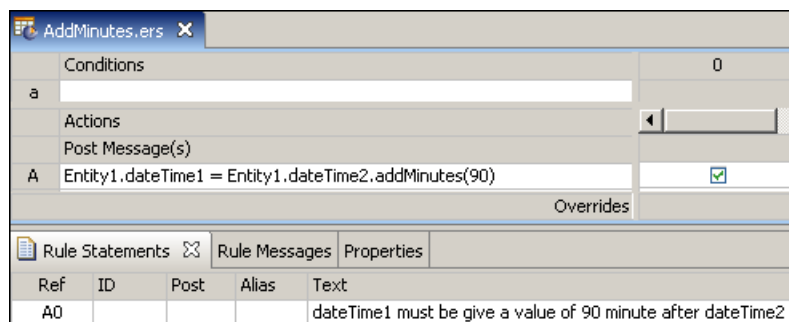 AddMinutes.ers
Conditions 0
a
Actions
Post Message(s)
A Entity1.dateTime1 = Entity1.dateTime2.addMinutes(90)
Overrides
Rule Statements Rule Messages Properties
Ref ID Post Alias Text
A0 dateTime1 must be give a value of 90 minute after dateTime2